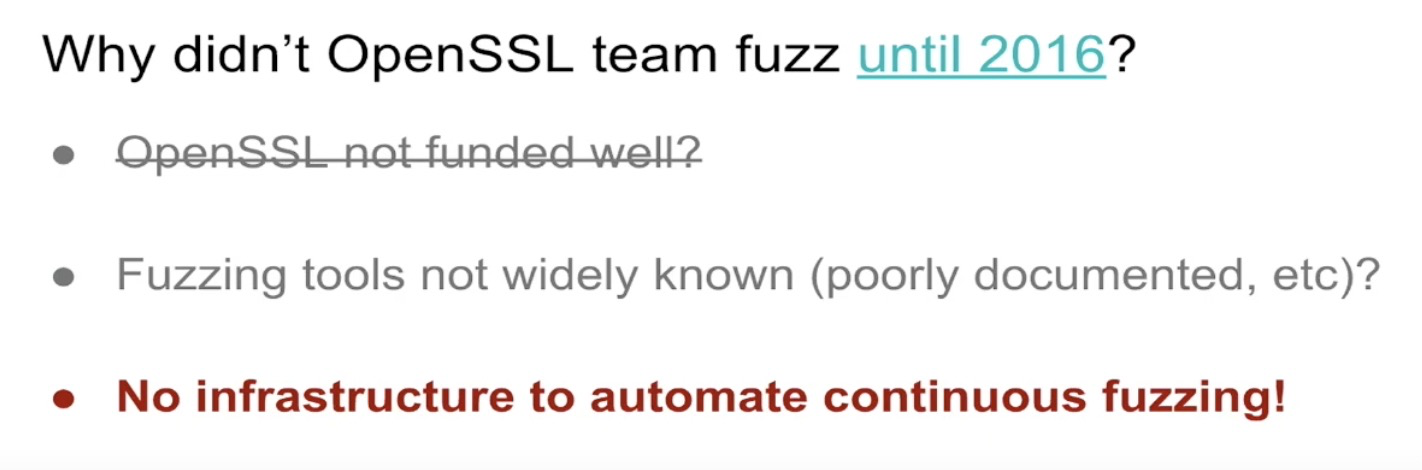 Why didn’t OpenSSL team fuzz until 2016?
● OpenSSL not funded well?
● Fuzzing tools not widely known (poorly documented, etc)?
● No infrastructure to automate continuous fuzzing!